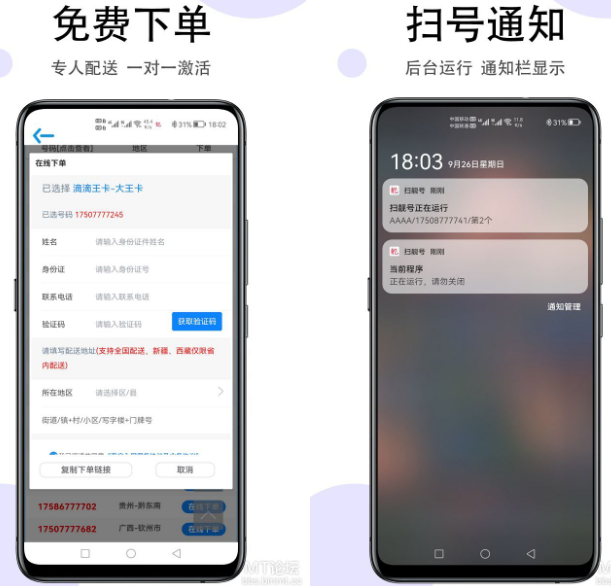 免费下单
专人配送 一对一激活
31% 18:02
号码[点击查看] 地区 下单
在线下单
已选择 滴滴王卡-大王卡
已选号码 17507777245
姓名 请输入身份证件姓名
身份证 请输入身份证号
联系电话 请输入联系电话
验证码 请输入验证码 获取验证码
请填写配送地址(支持全国配送、新疆、西藏仅限省
内配送)
所在地区 请选择区/县
街道/镇+村/小区/写字楼+门牌号
复制下单链接 取消
17586777702 贵州-黔东南 在线下单
17507777682 广西-钦州市 在线下单
扫号通知
后台运行 通知栏显示
31%
18:03 9月26日星期日
扫靓号 刚刚
扫靓号正在运行
AAAA/17508777741/第2个
扫靓号 刚刚
当前程序
正在运行，请勿关闭
通知管理
MT论坛
bbs.binmt.cc